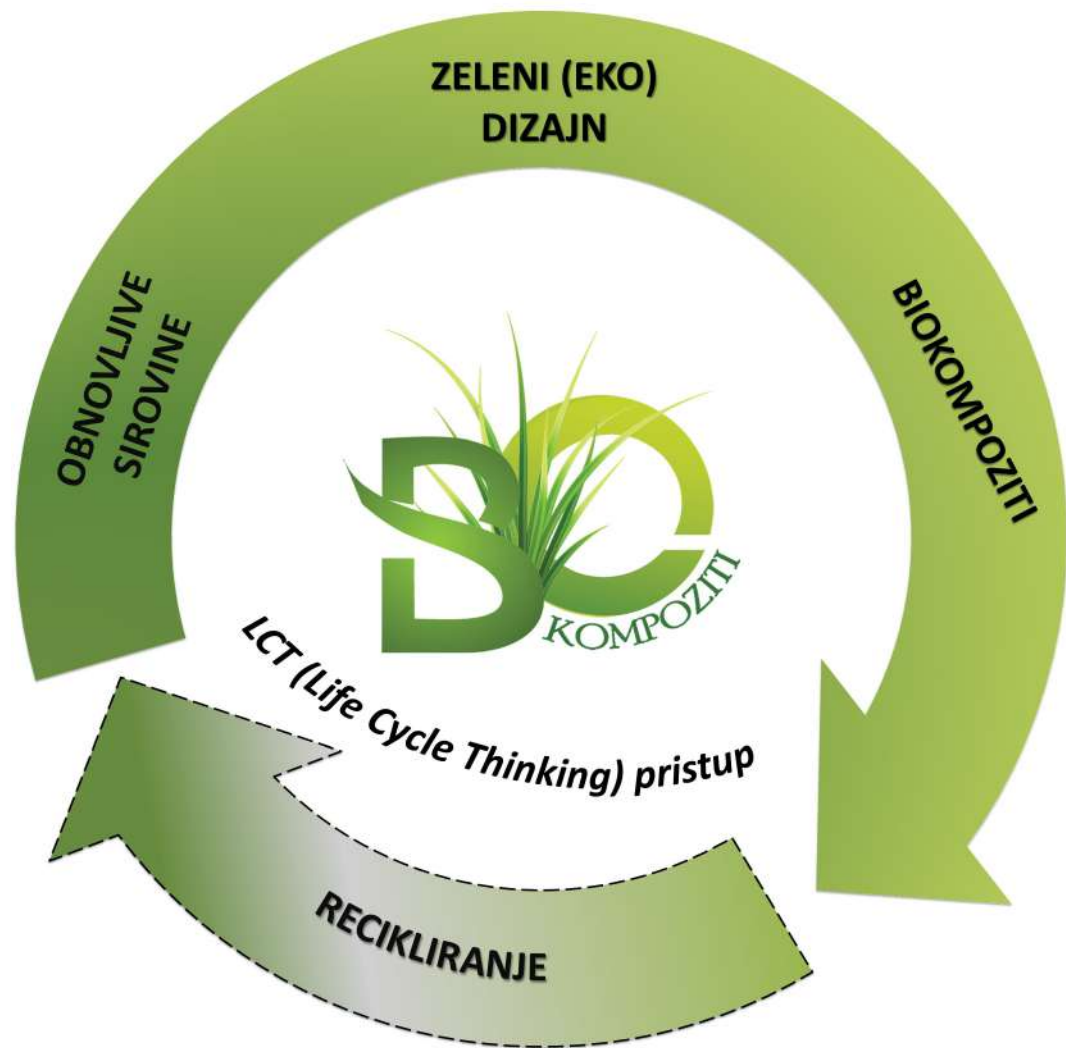 ZELENI (EKO)
DIZAJN
OBNOVLJIVE
SIROVINE
BIOKOMPOZITI
BIO
KOMPOZITI
LCT (Life Cycle Thinking) pristup
RECIKLIRANJE